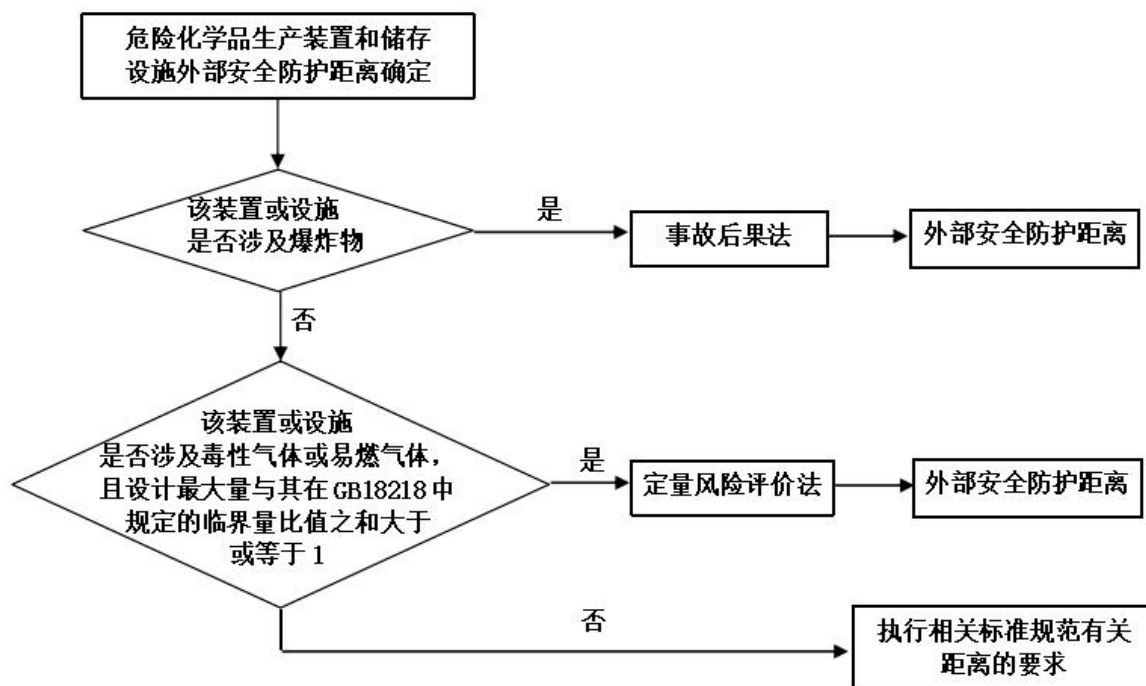 危险化学品生产装置和储存
设施外部安全防护距离确定
该装置或设施
是否涉及爆炸物
是
事故后果法
外部安全防护距离
否
该装置或设施
是否涉及毒性气体或易燃气体，
且设计最大量与其在GB18218中
规定的临界量比值之和大于
或等于1
是
定量风险评价法
外部安全防护距离
否
执行相关标准规范有关
距离的要求